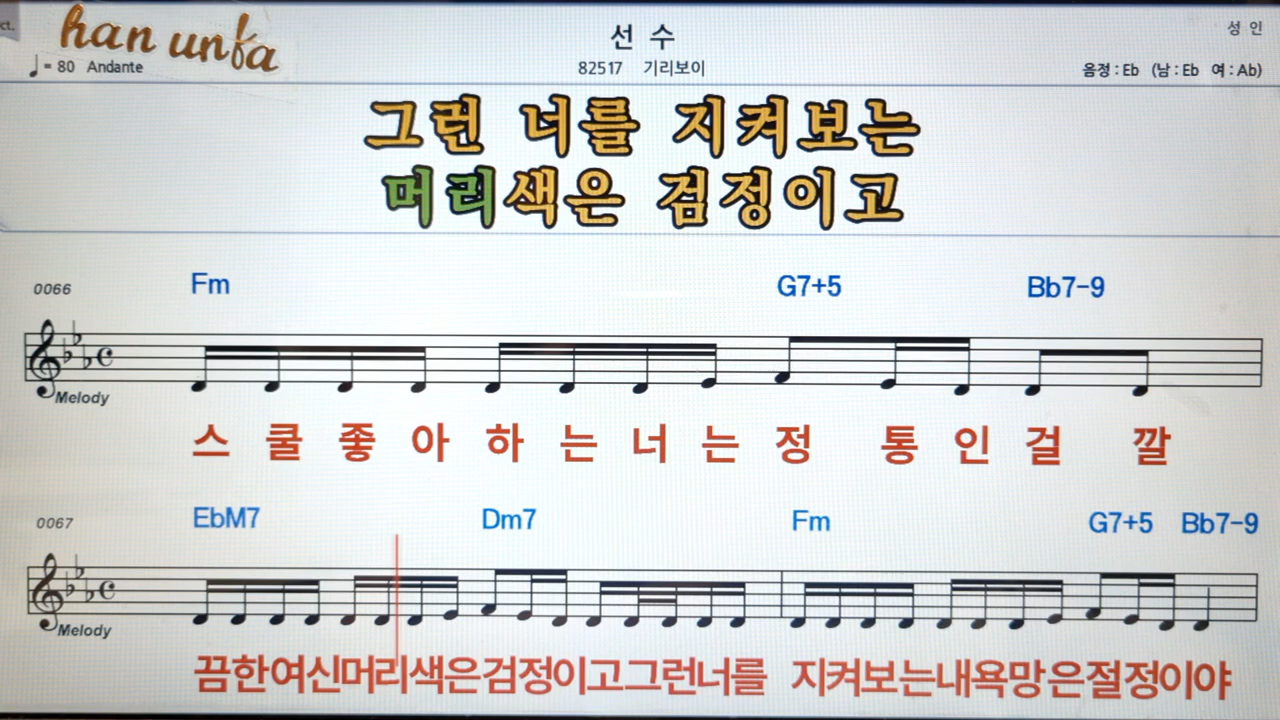 ct.
han unfa
선 수
성 인
♩= 80 Andante
82517 기리보이
음정 : Eb (남 : Eb 여 : Ab)
그런 너를 지켜보는
머리색은 검정이고
0066
Fm G7+5 Bb7-9
Melody
스 쿨 좋 아 하 는 너 는 정 통 인 걸 깔
0067
EbM7 Dm7 Fm G7+5 Bb7-9
Melody
끔한여신머리색은검정이고그런너를 지켜보는내욕망은절정이야